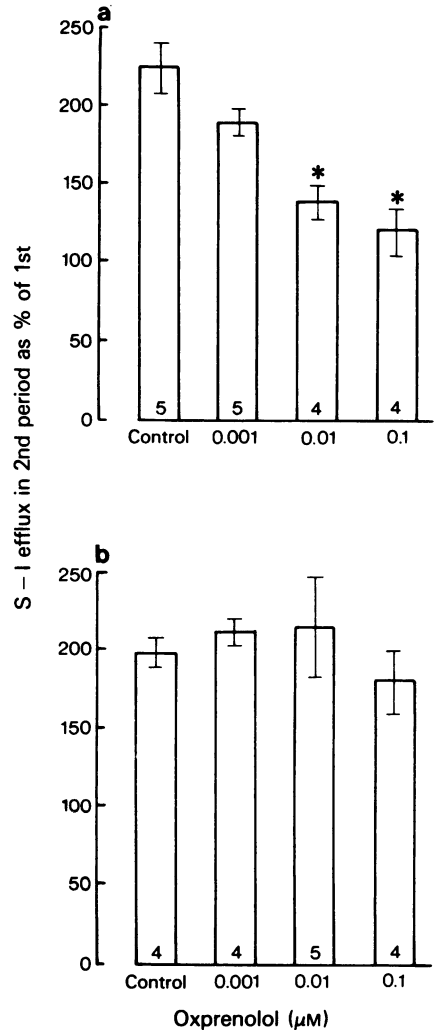 a
250
200
150
100
50
0
* *
5 5 4 4
Control 0.001 0.01 0.1
S – I efflux in 2nd period as % of 1st
b
250
200
150
100
50
0
4 4 5 4
Control 0.001 0.01 0.1
Oxprenolol (μM)